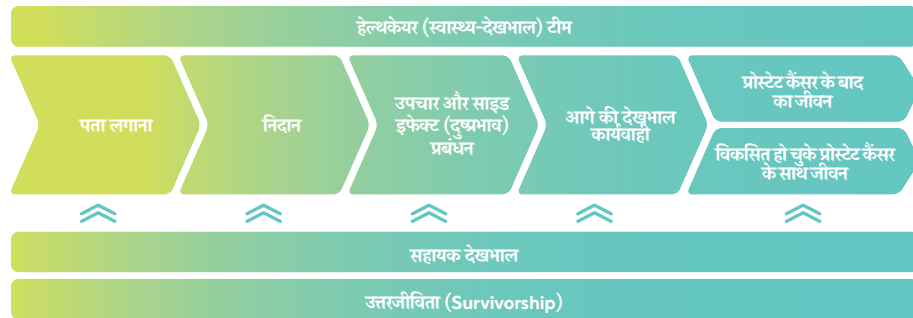 हेल्थकेयर (स्वास्थ्य-देखभाल) टीम
पता लगाना
निदान
उपचार और साइड
इफेक्ट (दुष्प्रभाव)
प्रबंधन
आगे की देखभाल
कार्यवाही
प्रोस्टेट कैंसर के बाद
का जीवन
विकसित हो चुके प्रोस्टेट कैंसर
के साथ जीवन
सहायक देखभाल
उत्तरजीविता (Survivorship)